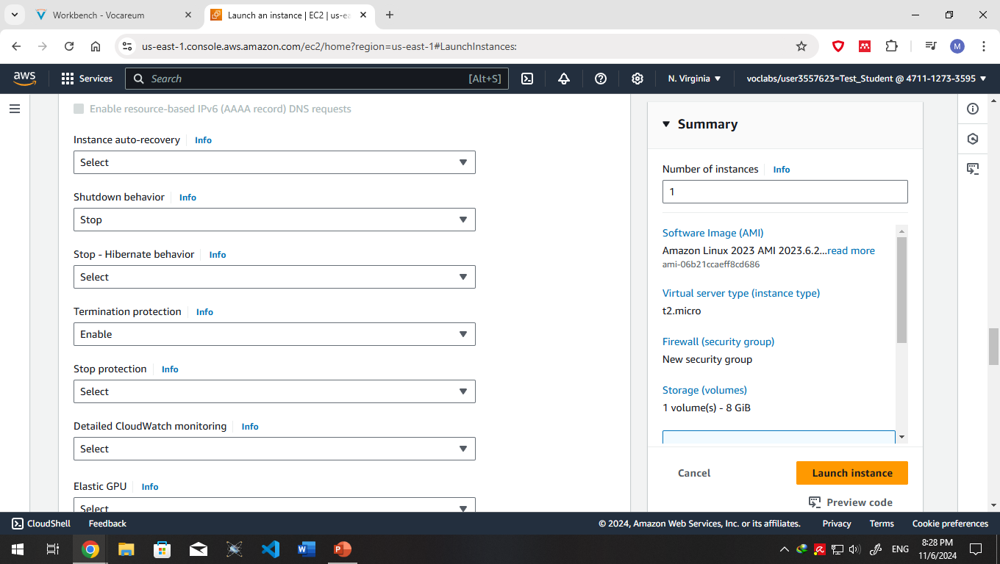 Workbench - Vocareum
Launch an instance | EC2 | us-ea
us-east-1.console.aws.amazon.com/ec2/home?region=us-east-1#LaunchInstances:
M
aws
Services
Search
[Alt+S]
N. Virginia
voclabs/user3557623=Test_Student @ 4711-1273-3595
Enable resource-based IPv6 (AAAA record) DNS requests
Instance auto-recovery Info
Select
Shutdown behavior Info
Stop
Stop - Hibernate behavior Info
Select
Termination protection Info
Enable
Stop protection Info
Select
Detailed CloudWatch monitoring Info
Select
Elastic GPU Info
Select
Summary
Number of instances Info
1
Software Image (AMI)
Amazon Linux 2023 AMI 2023.6.2...read more
ami-06b21ccaeff8cd686
Virtual server type (instance type)
t2.micro
Firewall (security group)
New security group
Storage (volumes)
1 volume(s) - 8 GiB
Cancel
Launch instance
Preview code
CloudShell
Feedback
© 2024, Amazon Web Services, Inc. or its affiliates.
Privacy
Terms
Cookie preferences
ENG
8:28 PM
11/6/2024